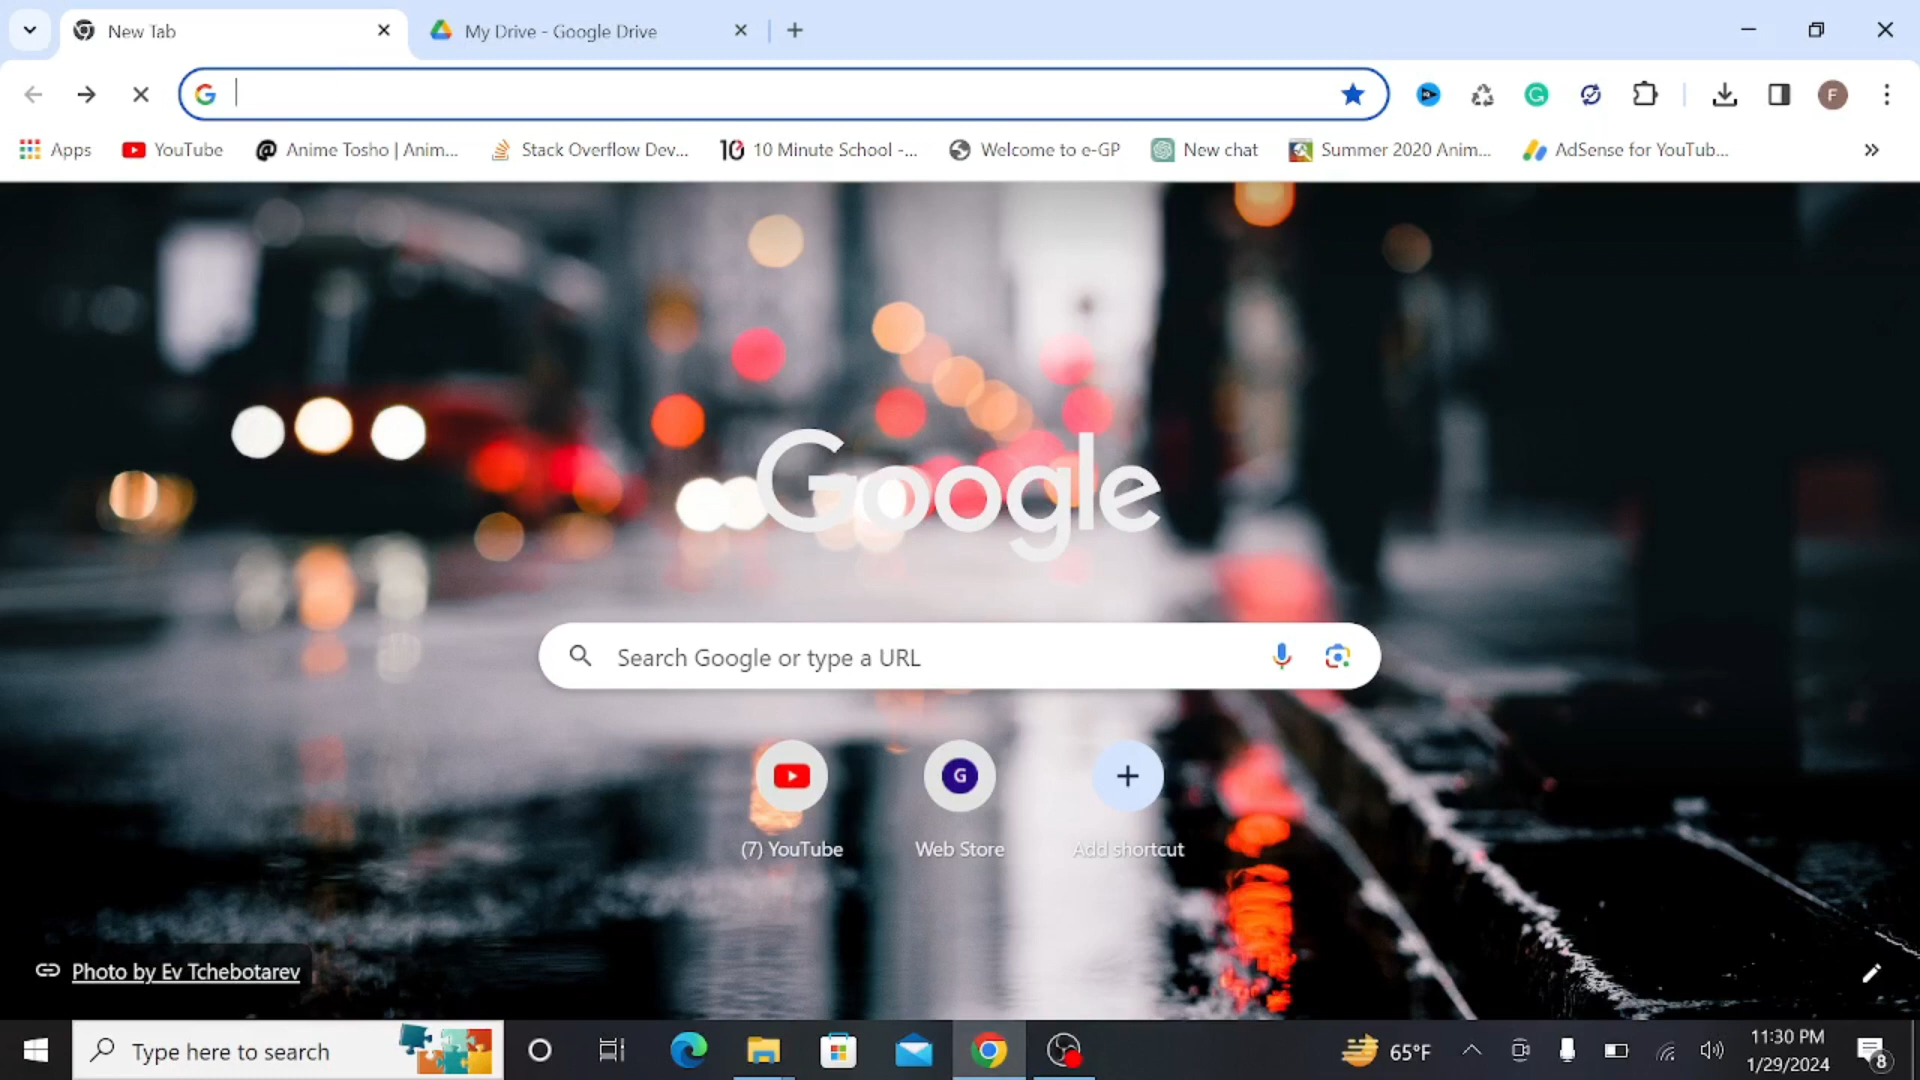 New Tab
My Drive - Google Drive
F
Apps
YouTube
Anime Tosho | Anim...
Stack Overflow Dev...
10 10 Minute School -...
Welcome to e-GP
New chat
Summer 2020 Anim...
AdSense for YouTub...
Google
Search Google or type a URL
G
(7) YouTube
Web Store
Add shortcut
Photo by Ev Tchebotarev
Type here to search
65°F
11:30 PM
1/29/2024
8